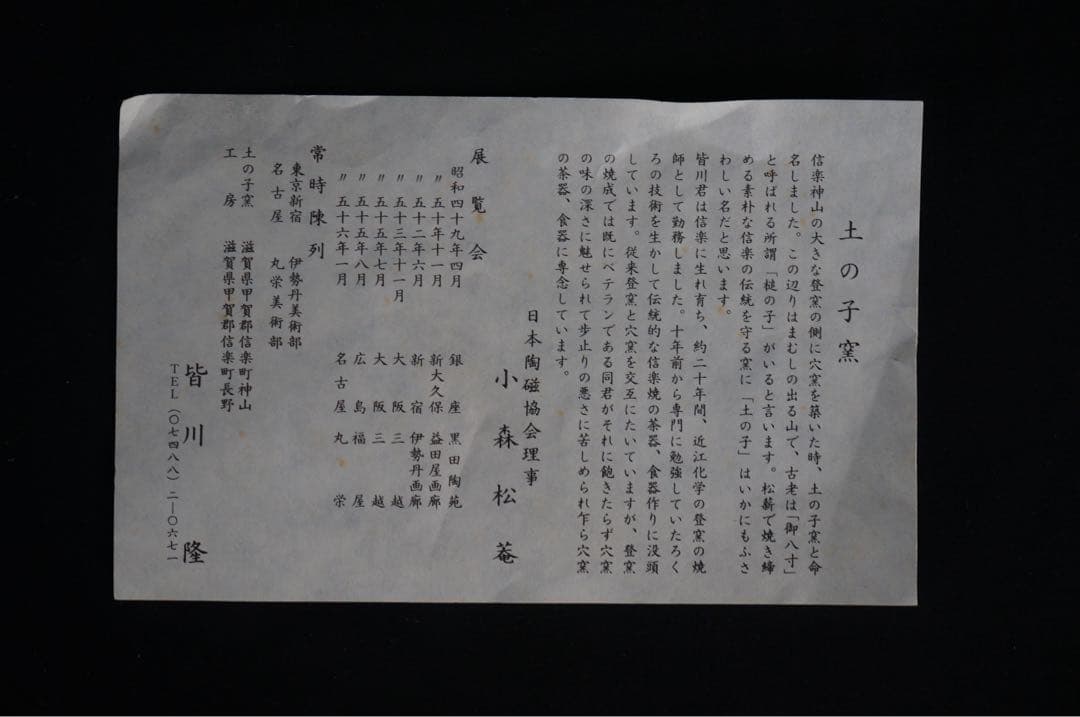 土の子窯
信楽神山の大きな登窯の側に穴窯を築いた時、土の子窯と命
名しました。この辺りはまむしの出る山で、古老は「御八寸」
と呼ばれる所謂「槌の子」がいると言います。松薪で焼き締
める素朴な信楽の伝統を守る窯に「土の子」はいかにもふさ
わしい名だと思います。
皆川君は信楽に生れ育ち、約二十年間、近江化学の登窯の焼
師として勤務しました。十年前から専門に勉強していたろく
ろの技術を生かして伝統的な信楽焼の茶器、食器作りに没頭
しています。従来登窯と穴窯を交互にたいていますが、登窯
の焼成では既にベテランである同君がそれに飽きたらず穴窯
の味の深さに魅せられて歩止りの悪さに苦しめられ乍ら穴窯
の茶器、食器に専念しています。
日本陶磁協会理事
小森松菴
展覧会
昭和四十九年四月 銀座 黒田陶苑
〃 五十年十一月 新大久保 益田屋画廊
〃 五十二年六月 新宿 伊勢丹画廊
〃 五十三年十一月 大阪 三越
〃 五十五年七月 大阪 三越
〃 五十五年八月 広島 福屋
〃 五十六年一月 名古屋 丸栄
常時陳列
東京新宿 伊勢丹美術部
名古屋 丸栄美術部
土の子窯 滋賀県甲賀郡信楽町神山
工房 滋賀県甲賀郡信楽町長野
皆川隆
TEL(〇七四八八)二―〇六七一